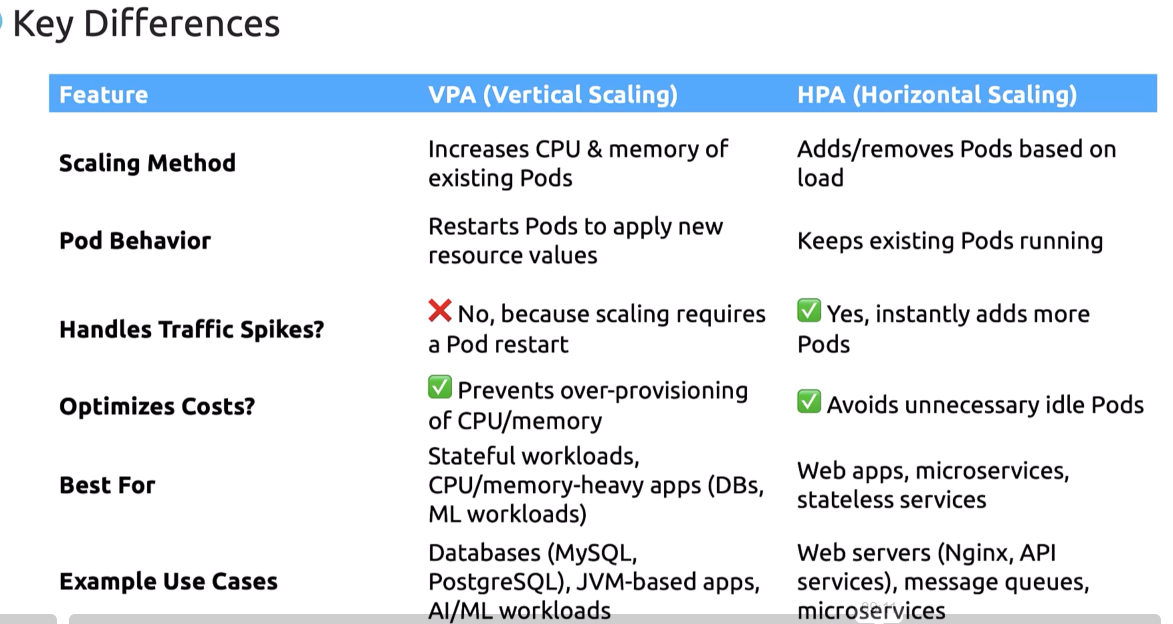 Key Differences
Feature
VPA (Vertical Scaling)
HPA (Horizontal Scaling)
Scaling Method
Increases CPU & memory of
existing Pods
Adds/removes Pods based on
load
Pod Behavior
Restarts Pods to apply new
resource values
Keeps existing Pods running
Handles Traffic Spikes?
❌ No, because scaling requires
a Pod restart
✅ Yes, instantly adds more
Pods
Optimizes Costs?
✅ Prevents over-provisioning
of CPU/memory
✅ Avoids unnecessary idle Pods
Best For
Stateful workloads,
CPU/memory-heavy apps (DBs,
ML workloads)
Web apps, microservices,
stateless services
Example Use Cases
Databases (MySQL,
PostgreSQL), JVM-based apps,
AI/ML workloads
Web servers (Nginx, API
services), message queues,
microservices